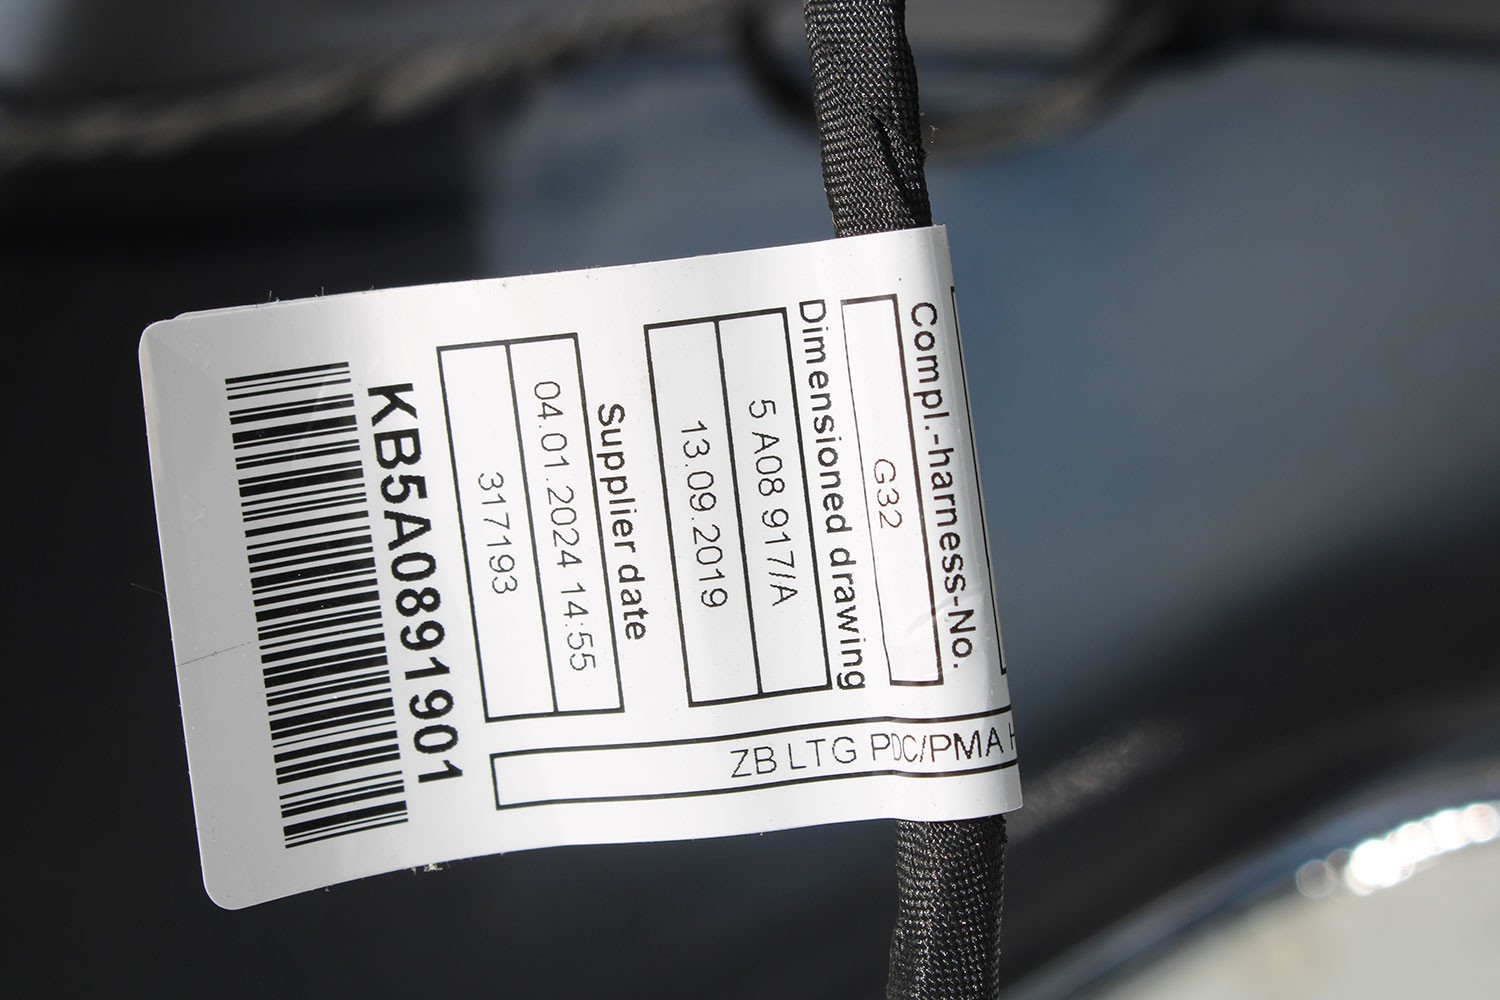 Compl.-harness-No.
G32
Dimensioned drawing
5 A08 917/A
13.09.2019
Supplier date
04.01.2024 14:55
317193
KB5A0891901
ZB LTG PDC/PMA